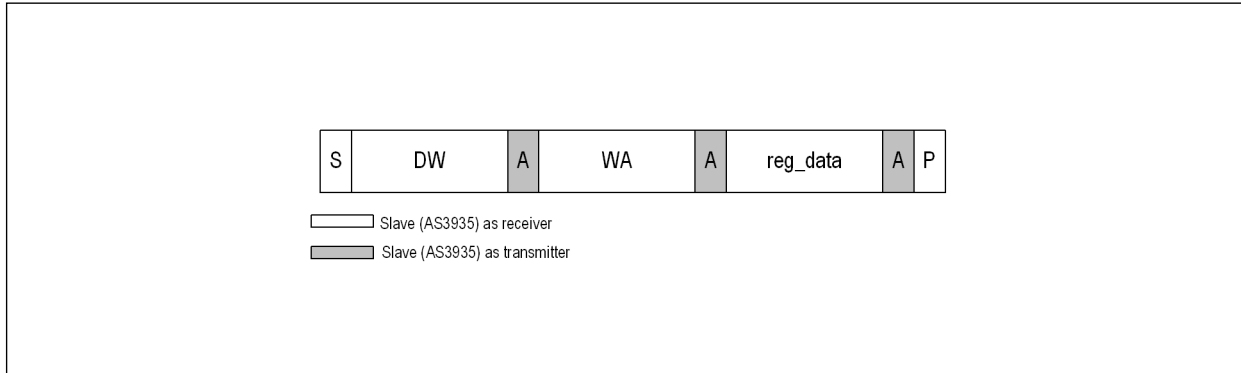 S DW A WA A reg_data A P
Slave (AS3935) as receiver
Slave (AS3935) as transmitter